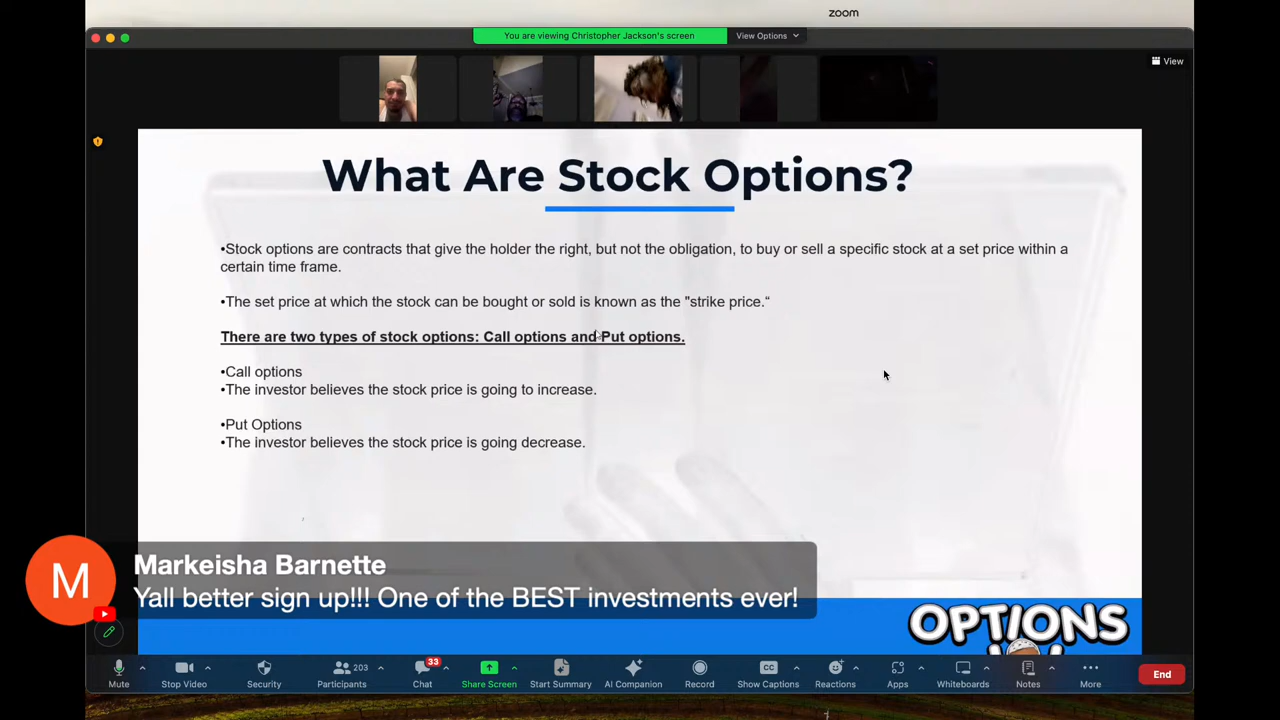 zoom
You are viewing Christopher Jackson's screen
View Options
View
What Are Stock Options?
•Stock options are contracts that give the holder the right, but not the obligation, to buy or sell a specific stock at a set price within a
certain time frame.
•The set price at which the stock can be bought or sold is known as the "strike price.“
There are two types of stock options: Call options and Put options.
•Call options
•The investor believes the stock price is going to increase.
•Put Options
•The investor believes the stock price is going decrease.
M
Markeisha Barnette
Yall better sign up!!! One of the BEST investments ever!
OPTIONS
203
33
CC
Mute
Stop Video
Security
Participants
Chat
Share Screen
Start Summary
AI Companion
Record
Show Captions
Reactions
Apps
Whiteboards
Notes
More
End